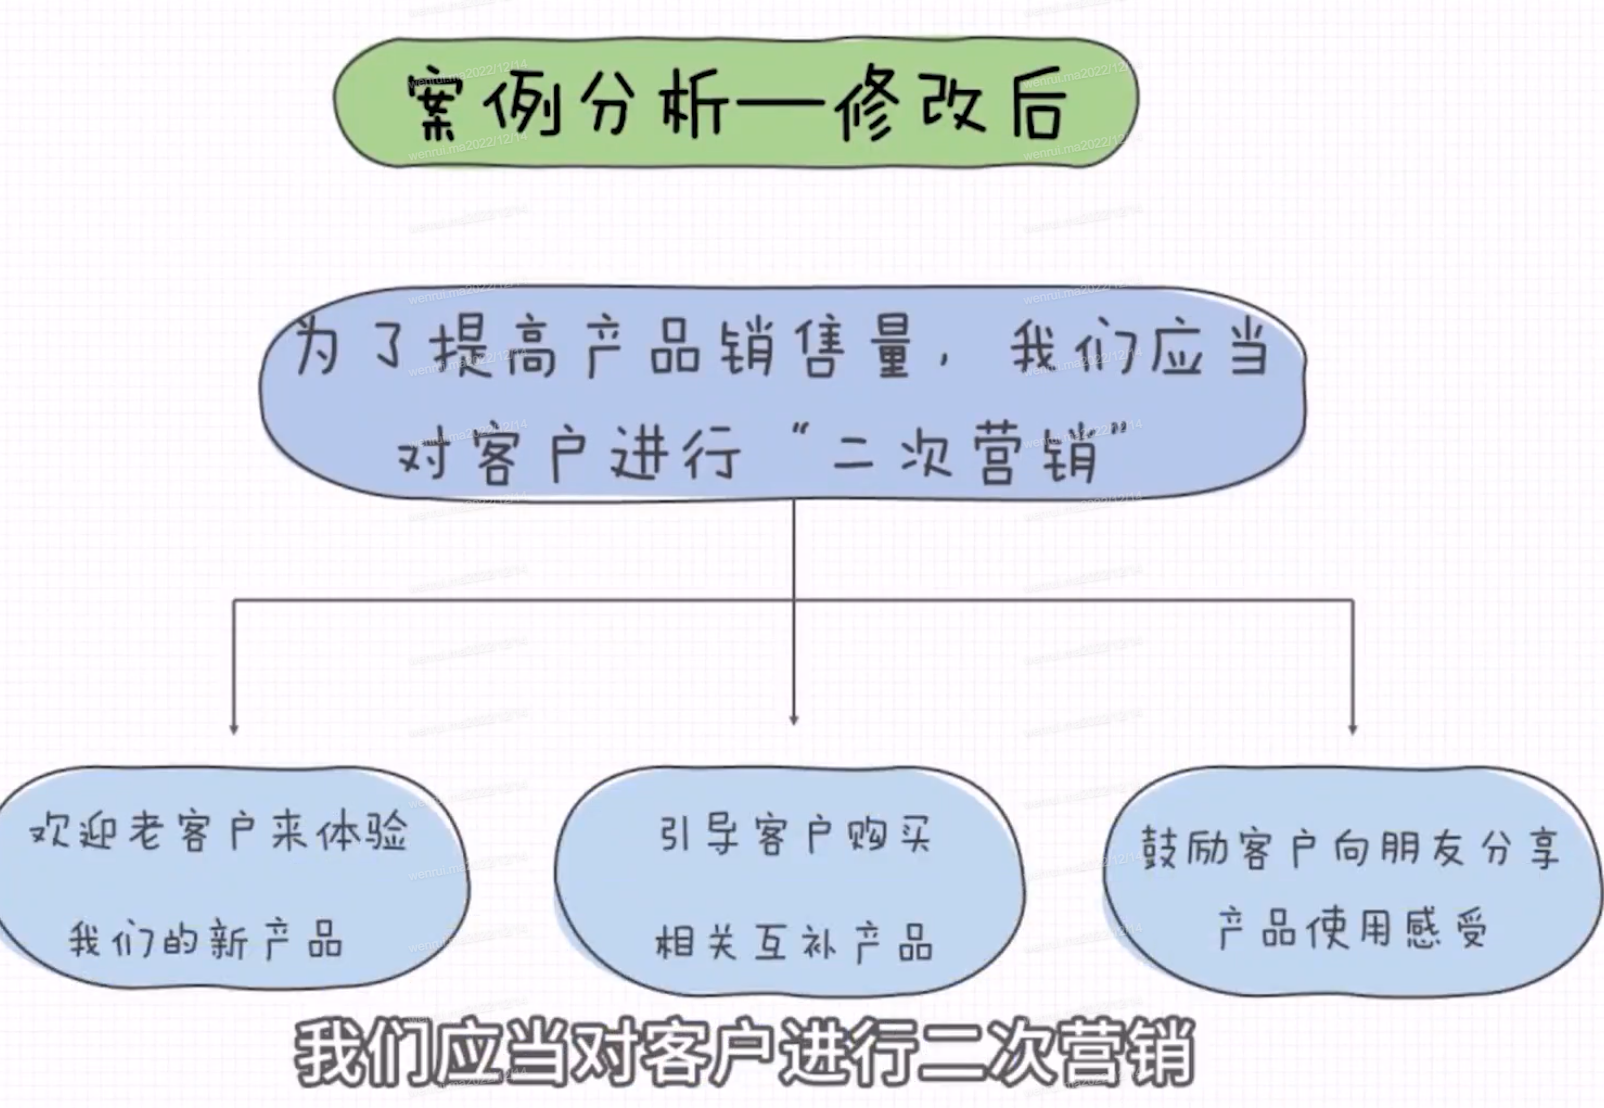 案例分析—修改后
为了提高产品销售量，我们应当
对客户进行“二次营销”
欢迎老客户来体验
我们的新产品
引导客户购买
相关互补产品
鼓励客户向朋友分享
产品使用感受
我们应当对客户进行二次营销
wenrui.ma2022/12/14